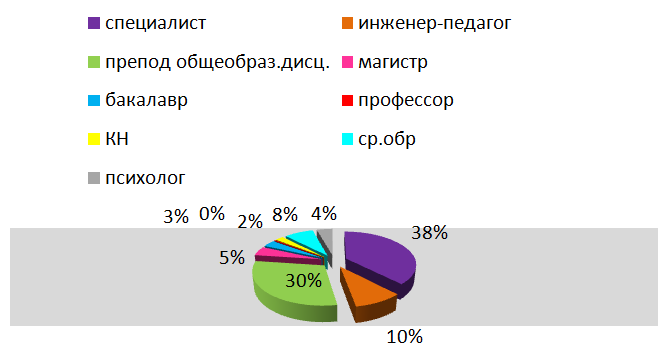 специалист
инженер-педагог
препод общеобраз.дисц.
магистр
бакалавр
профессор
КН
ср.обр
психолог
3%
0%
2%
8%
4%
38%
5%
30%
10%